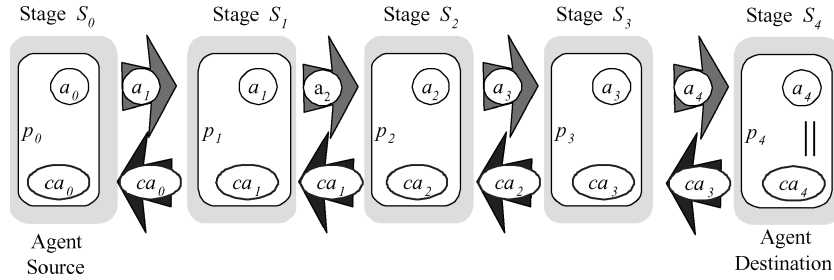 Stage S₀ Stage S₁ Stage S₂ Stage S₃ Stage S₄
a₀ a₁ a₁ a₂ a₂ a₃ a₃ a₄ a₄
p₀ p₁ p₂ p₃ p₄
ca₀ ca₀ ca₁ ca₁ ca₂ ca₂ ca₃ ca₃ ca₄
Agent Agent
Source Destination